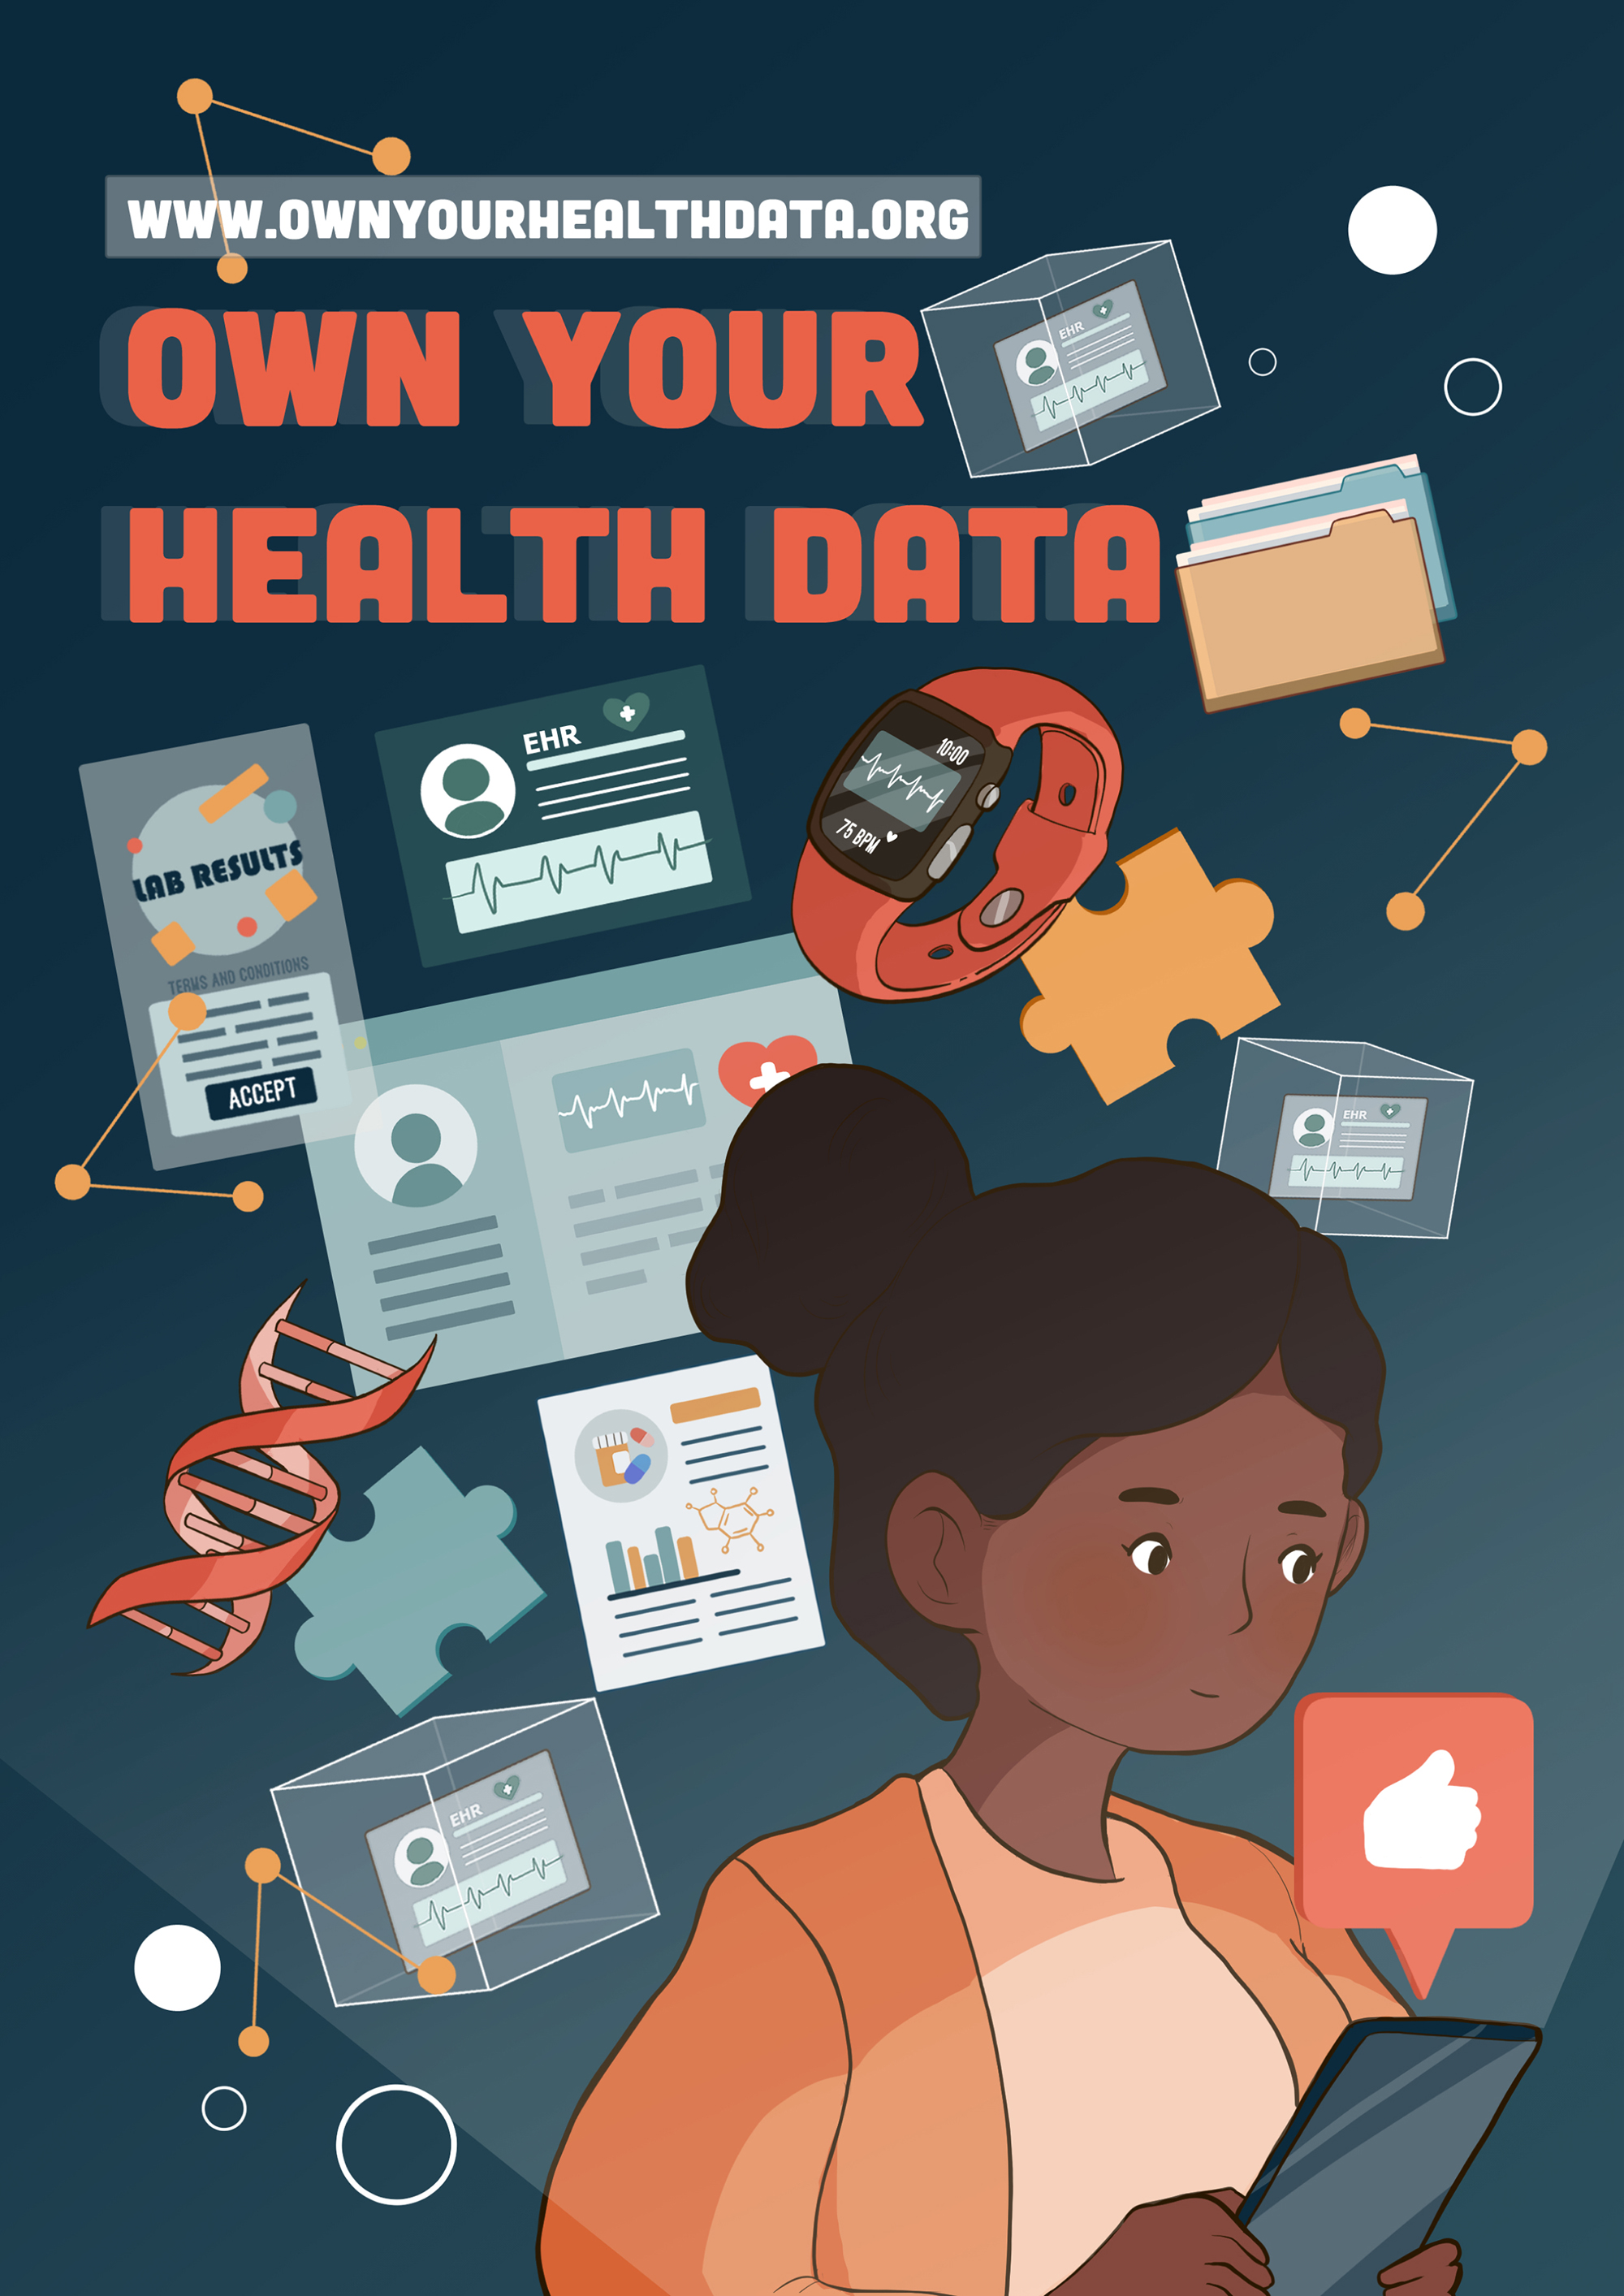 WWW.OWNYOURHEALTHDATA.ORG
OWN YOUR
HEALTH DATA
EHR
EHR
10:00
75 BPM
LAB RESULTS
TERMS AND CONDITIONS
ACCEPT
EHR
EHR